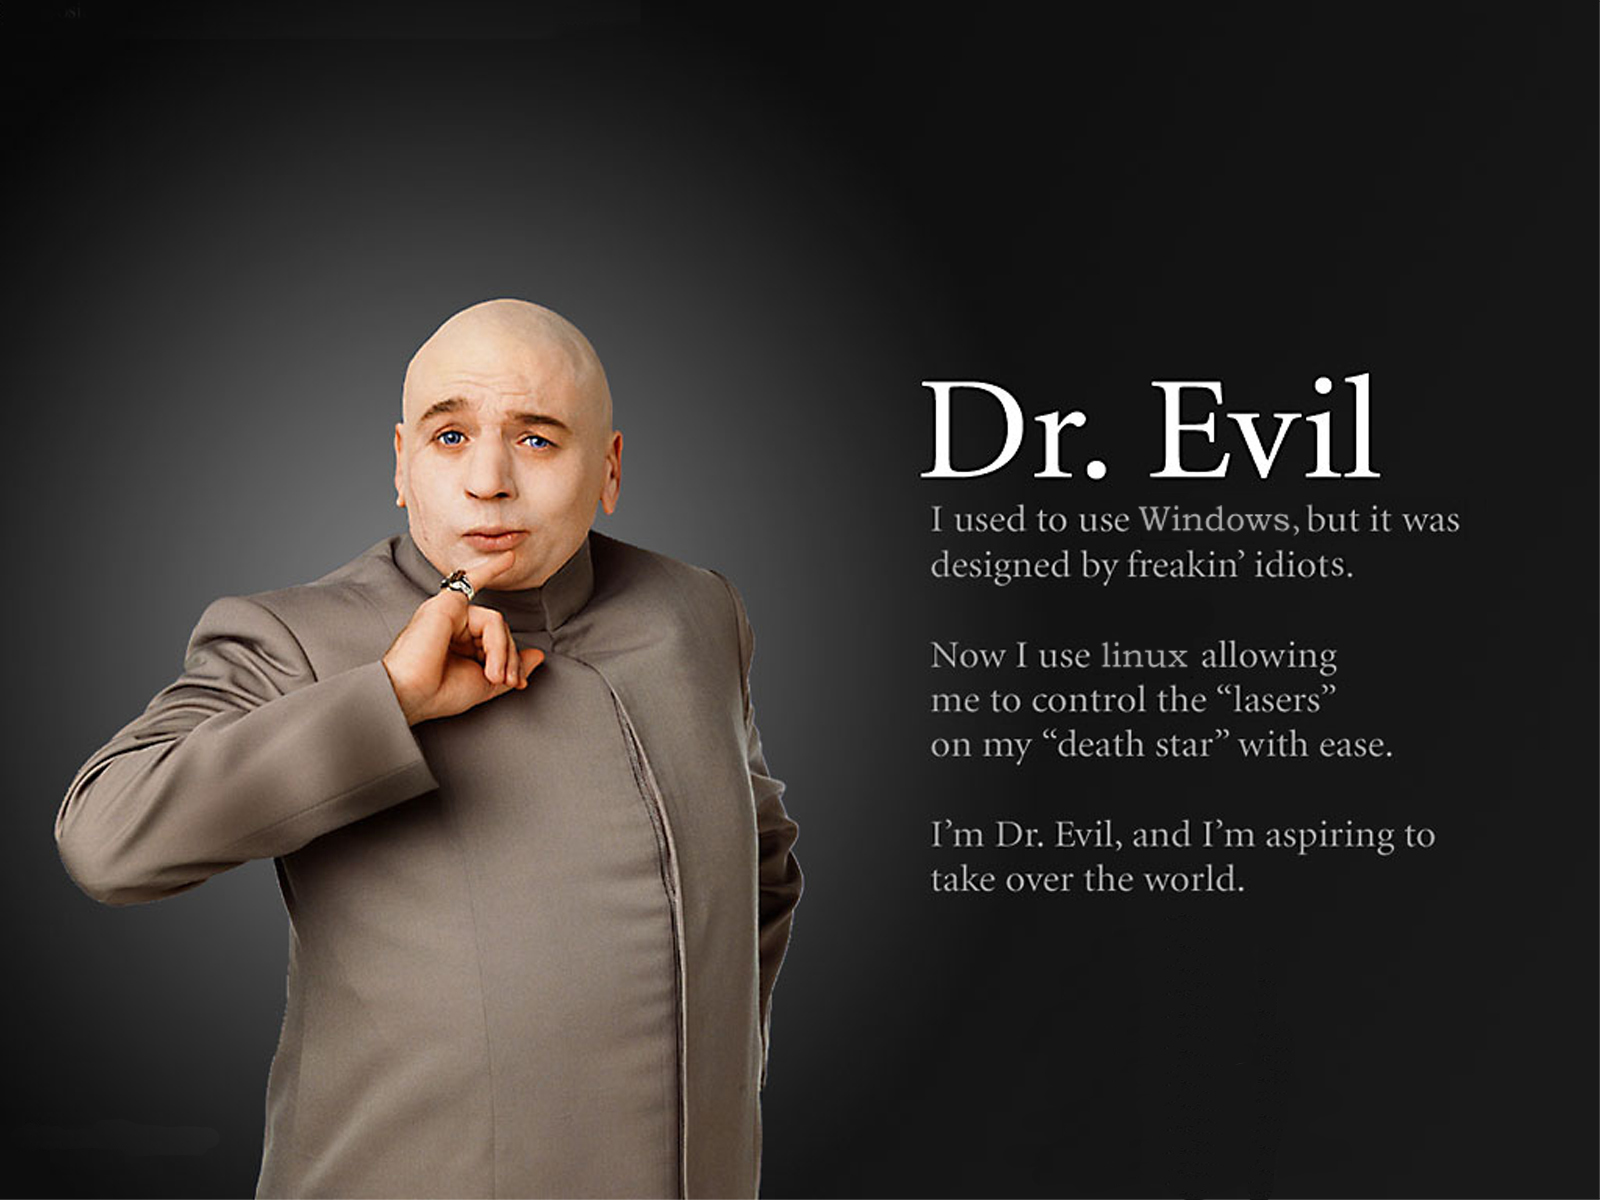 Dr. Evil
I used to use Windows, but it was
designed by freakin’ idiots.
Now I use linux allowing
me to control the “lasers”
on my “death star” with ease.
I’m Dr. Evil, and I’m aspiring to
take over the world.